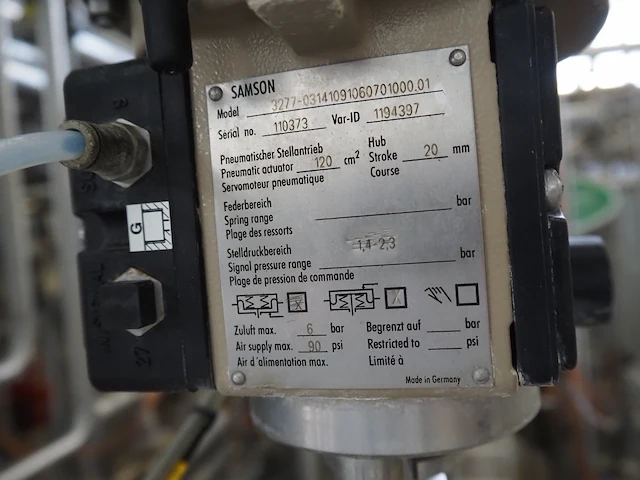 SAMSON
Model 3277-03141091060701000.01
Serial no. 110373 Var-ID 1194397
Pneumatischer Stellantrieb
Pneumatic actuator 120 cm²
Servomoteur pneumatique
Hub
Stroke 20 mm
Course
Federbereich
Spring range bar
Plage des ressorts
Stelldruckbereich 1,4-2,3
Signal pressure range bar
Plage de pression de commande
Zuluft max. 6 bar
Air supply max. 90 psi
Air d'alimentation max.
Begrenzt auf bar
Restricted to psi
Limité à
Made in Germany
G